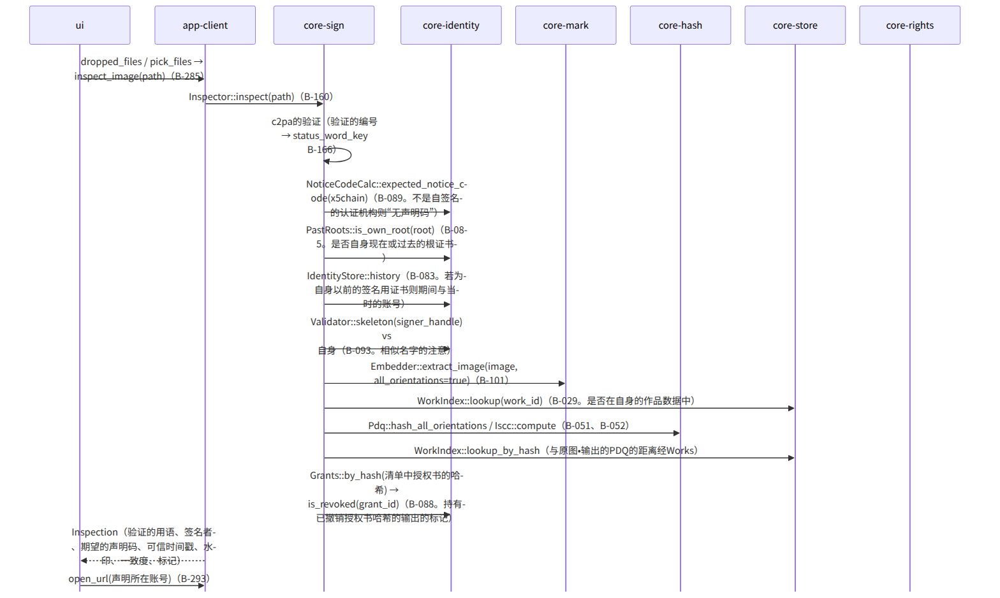 ui
app-client
core-sign
core-identity
core-mark
core-hash
core-store
core-rights
dropped_files / pick_files →
inspect_image(path)（B-285）
Inspector::inspect(path)（B-160）
c2pa的验证（验证的编号
→ status_word_key
B-166）
NoticeCodeCalc::expected_notice_c-
ode(x5chain)（B-089。不是自签名-
的认证机构则“无声明码”）
PastRoots::is_own_root(root)（B-08-
5。是否自身现在或过去的根证书-
）
IdentityStore::history（B-083。若为-
自身以前的签名用证书则期间与当-
时的账号）
Validator::skeleton(signer_handle)
vs
自身（B-093。相似名字的注意）
Embedder::extract_image(image,
all_orientations=true)（B-101）
WorkIndex::lookup(work_id)（B-029。是否在自身的作品数据中）
Pdq::hash_all_orientations / Iscc::compute（B-051、B-052）
WorkIndex::lookup_by_hash（与原图•输出的PDQ的距离经Works）
Grants::by_hash(清单中授权书的哈-
希) →
is_revoked(grant_id)（B-088。持有-
已撤销授权书哈希的输出的标记）
Inspection（验证的用语、签名者-
、期望的声明码、可信时间戳、水-
印、一致度、标记）
open_url(声明所在账号)（B-293）